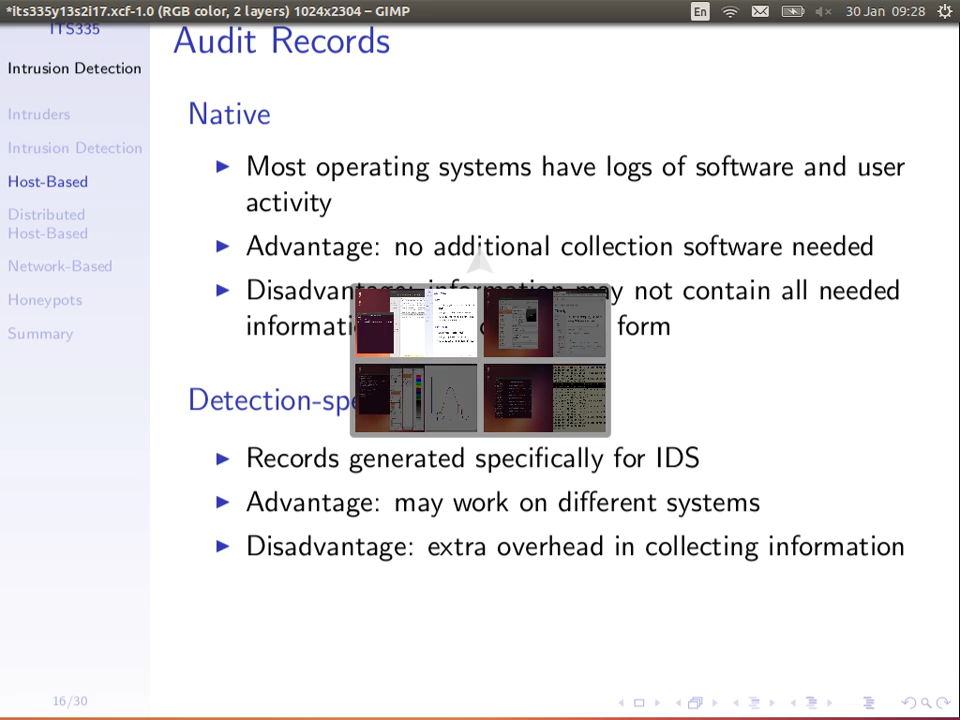 *its335y13s2i17.xcf-1.0 (RGB color, 2 layers) 1024x2304 – GIMP
En
30 Jan 09:28
ITS335
Intrusion Detection
Intruders
Intrusion Detection
Host-Based
Distributed
Host-Based
Network-Based
Honeypots
Summary
16/30
Audit Records
Native
Most operating systems have logs of software and user
activity
Advantage: no additional collection software needed
Disadvantage: information may not contain all needed
form
Records generated specifically for IDS
Advantage: may work on different systems
Disadvantage: extra overhead in collecting information